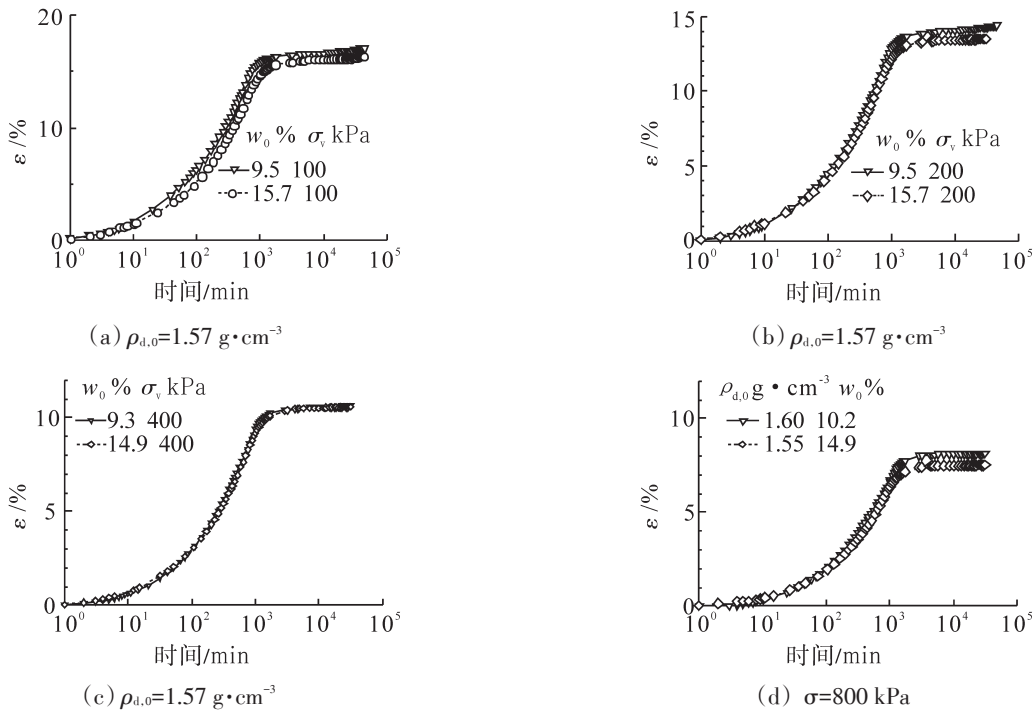 20
10
0
ε /%
w₀ % σᵥ kPa
9.5 100
15.7 100
10⁰ 10¹ 10² 10³ 10⁴ 10⁵
时间/min
(a) ρd,0=1.57 g•cm⁻³
15
10
5
0
ε /%
w₀ % σᵥ kPa
9.5 200
15.7 200
10⁰ 10¹ 10² 10³ 10⁴ 10⁵
时间/min
(b) ρd,0=1.57 g•cm⁻³
10
5
0
ε /%
w₀ % σᵥ kPa
9.3 400
14.9 400
10⁰ 10¹ 10² 10³ 10⁴ 10⁵
时间/min
(c) ρd,0=1.57 g•cm⁻³
10
5
0
ε /%
ρd,0 g • cm⁻³ w₀ %
1.60 10.2
1.55 14.9
10⁰ 10¹ 10² 10³ 10⁴ 10⁵
时间/min
(d) σ=800 kPa